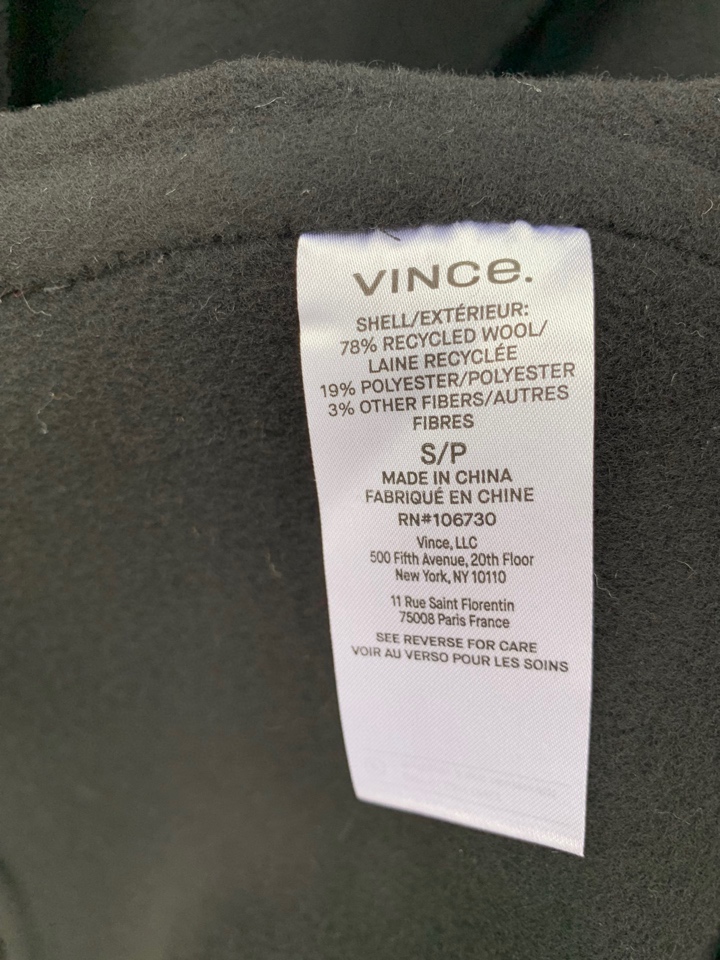 VINCe.
SHELL/EXTÉRIEUR:
78% RECYCLED WOOL/
LAINE RECYCLÉE
19% POLYESTER/POLYESTER
3% OTHER FIBERS/AUTRES
FIBRES
S/P
MADE IN CHINA
FABRIQUÉ EN CHINE
RN#106730
Vince, LLC
500 Fifth Avenue, 20th Floor
New York, NY 10110
11 Rue Saint Florentin
75008 Paris France
SEE REVERSE FOR CARE
VOIR AU VERSO POUR LES SOINS